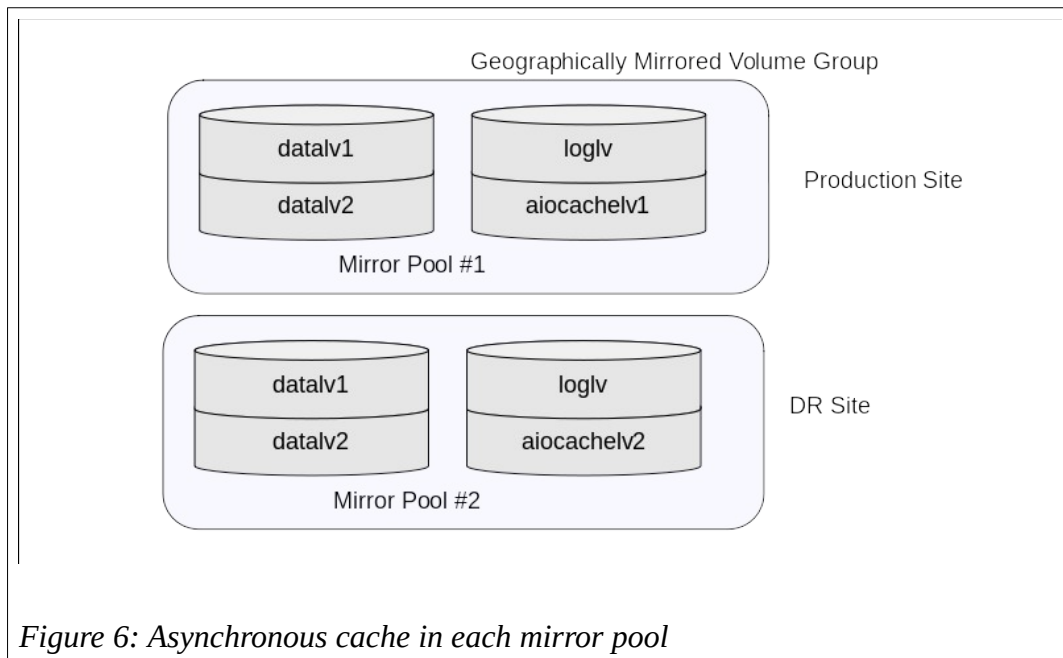 Geographically Mirrored Volume Group
datalv1
loglv
datalv2
aiocachelv1
Mirror Pool #1
Production Site
datalv1
loglv
datalv2
aiocachelv2
Mirror Pool #2
DR Site
Figure 6: Asynchronous cache in each mirror pool